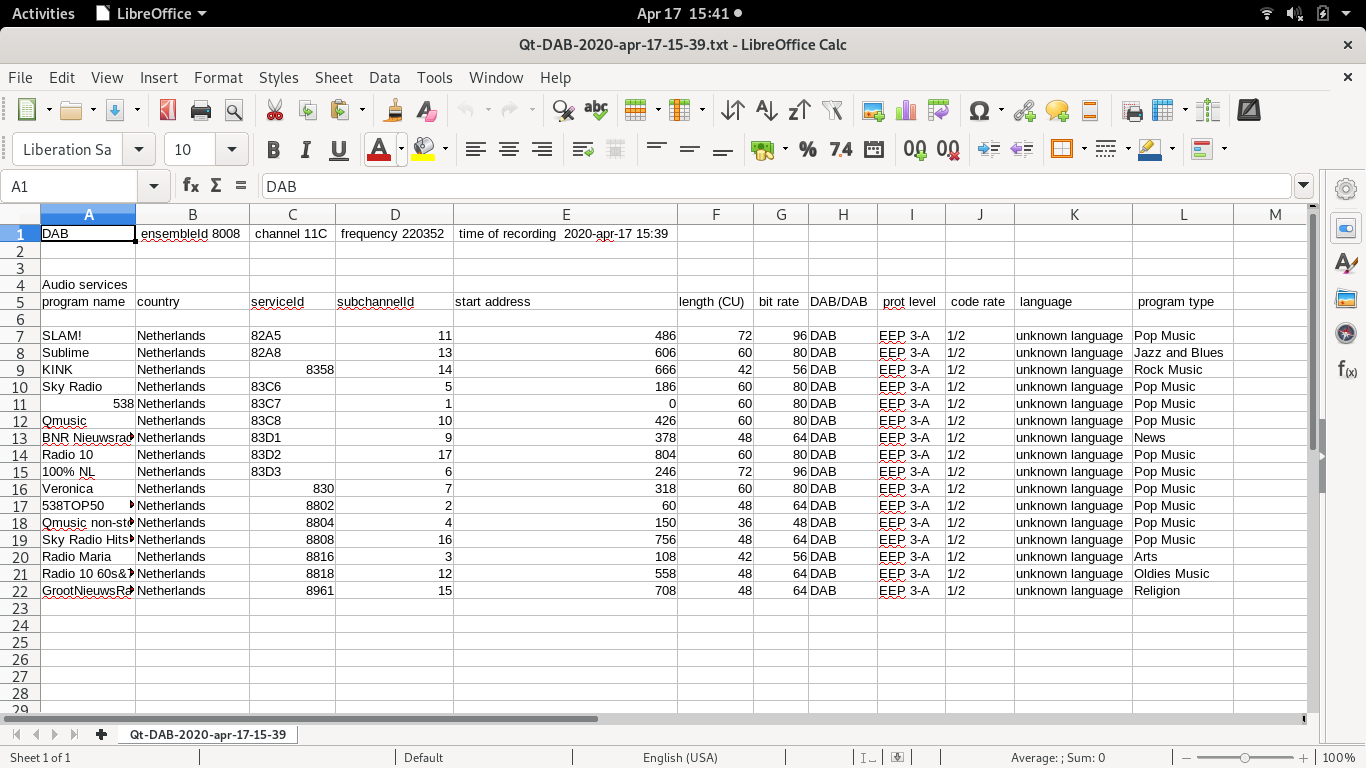 Activities LibreOffice Apr 17 15:41
Qt-DAB-2020-apr-17-15-39.txt - LibreOffice Calc
File Edit View Insert Format Styles Sheet Data Tools Window Help
abc
Liberation Sa 10 B I U A % 7.4 00 00
A1 fx Σ = DAB
A B C D E F G H I J K L M
1 DAB ensembleId 8008 channel 11C frequency 220352 time of recording 2020-apr-17 15:39
2
3
4 Audio services
5 program name country serviceId subchannelId start address length (CU) bit rate DAB/DAB prot level code rate language program type
6
7 SLAM! Netherlands 82A5 11 486 72 96 DAB EEP 3-A 1/2 unknown language Pop Music
8 Sublime Netherlands 82A8 13 606 60 80 DAB EEP 3-A 1/2 unknown language Jazz and Blues
9 KINK Netherlands 8358 14 666 42 56 DAB EEP 3-A 1/2 unknown language Rock Music
10 Sky Radio Netherlands 83C6 5 186 60 80 DAB EEP 3-A 1/2 unknown language Pop Music
11 538 Netherlands 83C7 1 0 60 80 DAB EEP 3-A 1/2 unknown language Pop Music
12 Qmusic Netherlands 83C8 10 426 60 80 DAB EEP 3-A 1/2 unknown language Pop Music
13 BNR Nieuwsrad Netherlands 83D1 9 378 48 64 DAB EEP 3-A 1/2 unknown language News
14 Radio 10 Netherlands 83D2 17 804 60 80 DAB EEP 3-A 1/2 unknown language Pop Music
15 100% NL Netherlands 83D3 6 246 72 96 DAB EEP 3-A 1/2 unknown language Pop Music
16 Veronica Netherlands 830 7 318 60 80 DAB EEP 3-A 1/2 unknown language Pop Music
17 538TOP50 Netherlands 8802 2 60 48 64 DAB EEP 3-A 1/2 unknown language Pop Music
18 Qmusic non-sto Netherlands 8804 4 150 36 48 DAB EEP 3-A 1/2 unknown language Pop Music
19 Sky Radio Hits Netherlands 8808 16 756 48 64 DAB EEP 3-A 1/2 unknown language Pop Music
20 Radio Maria Netherlands 8816 3 108 42 56 DAB EEP 3-A 1/2 unknown language Arts
21 Radio 10 60s&7 Netherlands 8818 12 558 48 64 DAB EEP 3-A 1/2 unknown language Oldies Music
22 GrootNieuwsRa Netherlands 8961 15 708 48 64 DAB EEP 3-A 1/2 unknown language Religion
23
24
25
26
27
28
29
Qt-DAB-2020-apr-17-15-39
Sheet 1 of 1 Default English (USA) Average: ; Sum: 0 100%